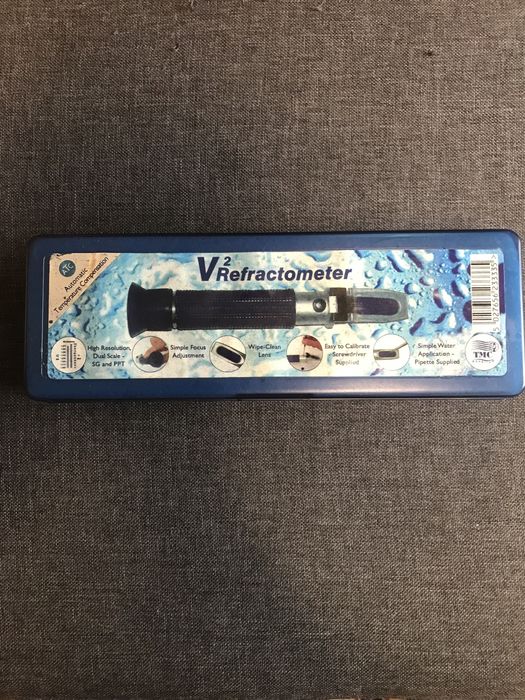 ATC
Automatic
Temperature Compensation
V²
Refractometer
High Resolution,
Dual Scale -
SG and PPT
Simple Focus
Adjustment
Wipe-Clean
Lens
Easy to Calibrate
- Screwdriver
Supplied
Simple Water
Application -
Pipette Supplied
TMC